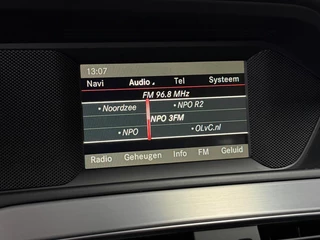 13:07
Navi Audio Tel Systeem
FM 96.8 MHz
• Noordzee • NPO R2
NPO 3FM
• NPO • OLvC.nl
Radio Geheugen Info FM Geluid